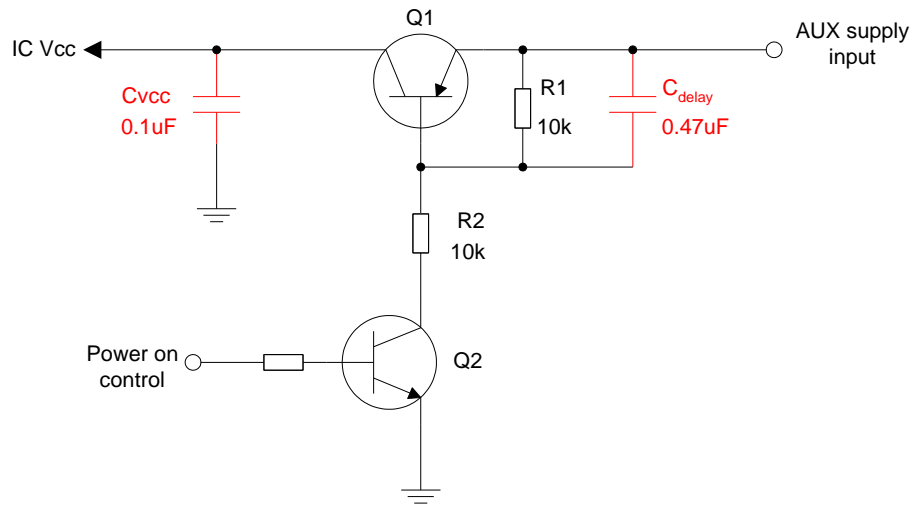 Q1
IC Vcc
AUX supply
input
Cvcc
0.1uF
R1
10k
Cdelay
0.47uF
R2
10k
Power on
control
Q2